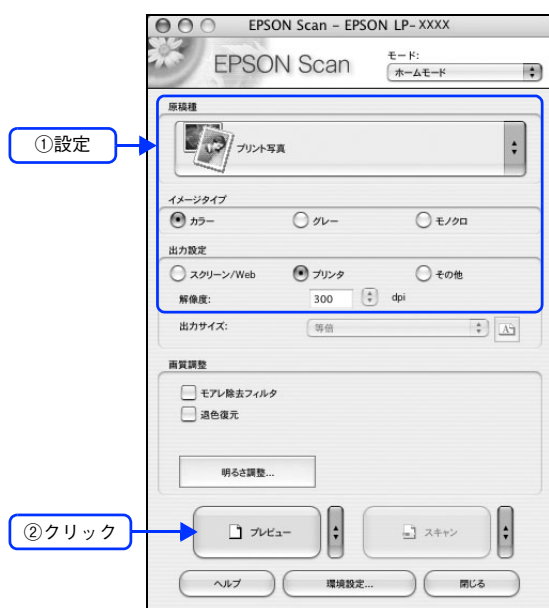 EPSON Scan - EPSON LP-XXXX
EPSON Scan
モード:
ホームモード
原稿種
①設定
プリント写真
イメージタイプ
カラー グレー モノクロ
出力設定
スクリーン/Web プリンタ その他
解像度: 300 dpi
出力サイズ: 等倍
画質調整
モアレ除去フィルタ
退色復元
明るさ調整...
②クリック
プレビュー スキャン
ヘルプ 環境設定... 閉じる